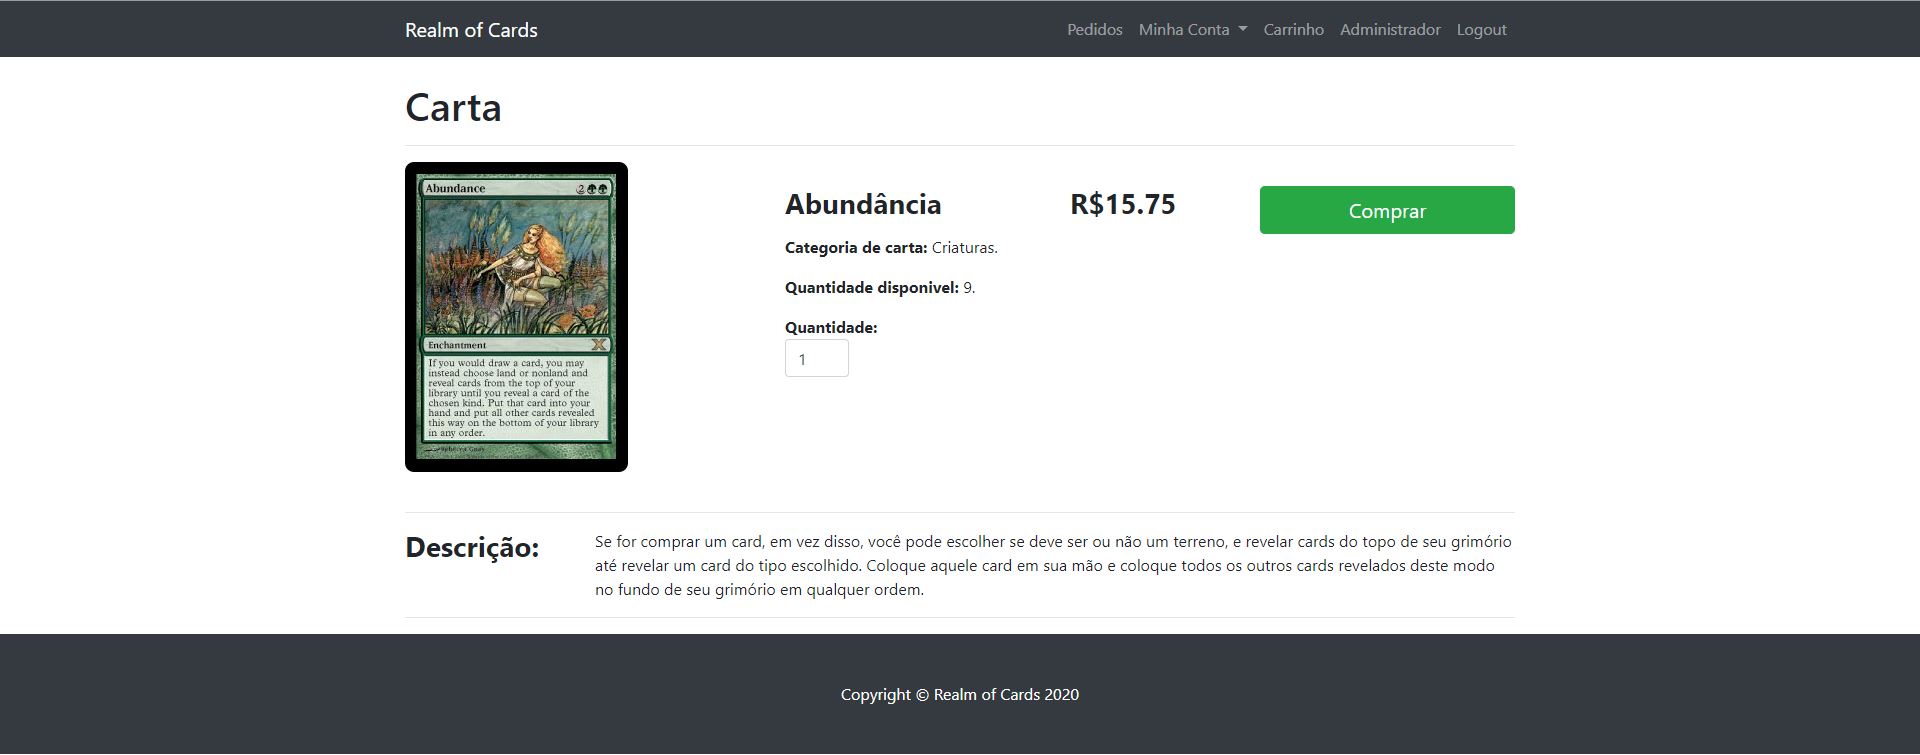 Realm of Cards
Pedidos Minha Conta Carrinho Administrador Logout
Carta
Abundance 2
Enchantment
If you would draw a card, you may
instead choose land or nonland and
reveal cards from the top of your
library until you reveal a card of the
chosen kind. Put that card into your
hand and put all other cards revealed
this way on the bottom of your library
in any order.
Rebecca Guay
Abundância
R$15.75
Comprar
Categoria de carta: Criaturas.
Quantidade disponivel: 9.
Quantidade:
1
Descrição:
Se for comprar um card, em vez disso, você pode escolher se deve ser ou não um terreno, e revelar cards do topo de seu grimório
até revelar um card do tipo escolhido. Coloque aquele card em sua mão e coloque todos os outros cards revelados deste modo
no fundo de seu grimório em qualquer ordem.
Copyright © Realm of Cards 2020